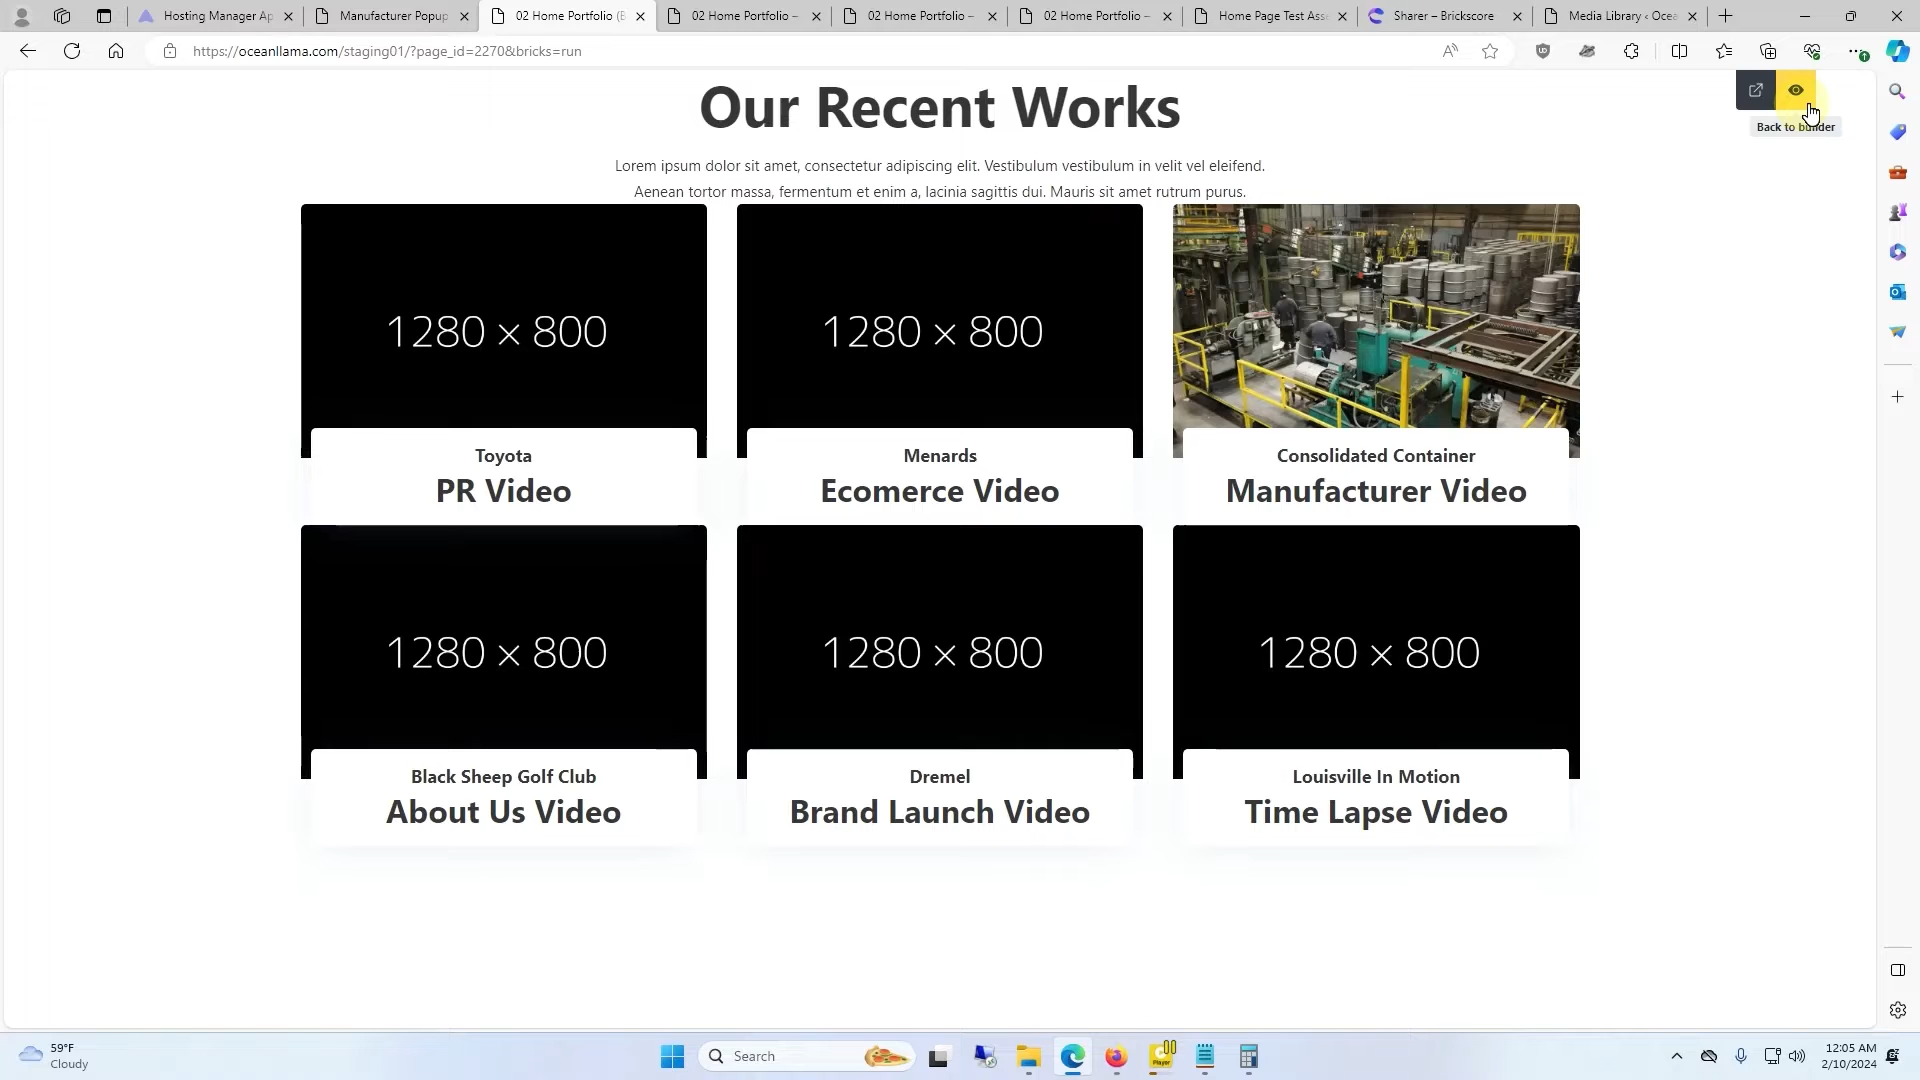 Hosting Manager Ap
Manufacturer Popup
02 Home Portfolio (B
02 Home Portfolio –
02 Home Portfolio –
02 Home Portfolio –
Home Page Test Ass
Sharer – Brickscore
Media Library ‹ Ocea
https://oceanllama.com/staging01/?page_id=2270&bricks=run
Our Recent Works
Back to builder
Lorem ipsum dolor sit amet, consectetur adipiscing elit. Vestibulum vestibulum in velit vel eleifend.
Aenean tortor massa, fermentum et enim a, lacinia sagittis dui. Mauris sit amet rutrum purus.
1280 × 800
1280 × 800
Toyota
PR Video
Menards
Ecomerce Video
Consolidated Container
Manufacturer Video
1280 × 800
1280 × 800
1280 × 800
Black Sheep Golf Club
About Us Video
Dremel
Brand Launch Video
Louisville In Motion
Time Lapse Video
59°F
Cloudy
Search
Player
12:05 AM
2/10/2024